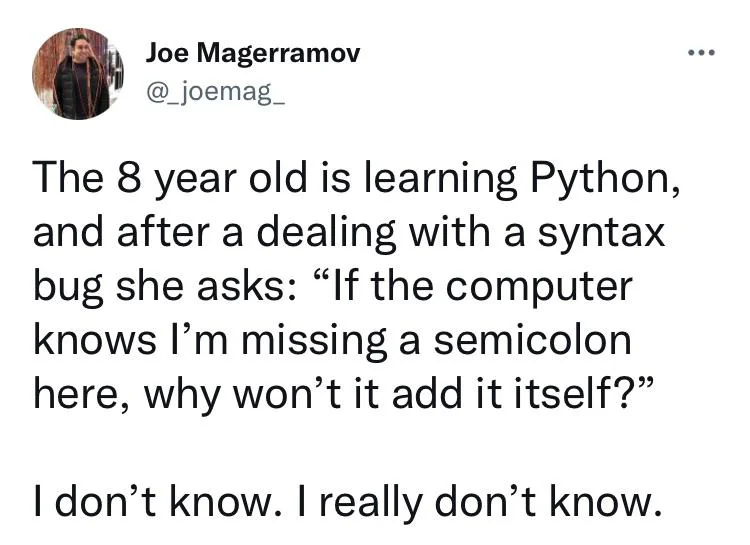 Joe Magerramov
@_joemag_
The 8 year old is learning Python,
and after a dealing with a syntax
bug she asks: “If the computer
knows I’m missing a semicolon
here, why won’t it add it itself?”
I don’t know. I really don’t know.